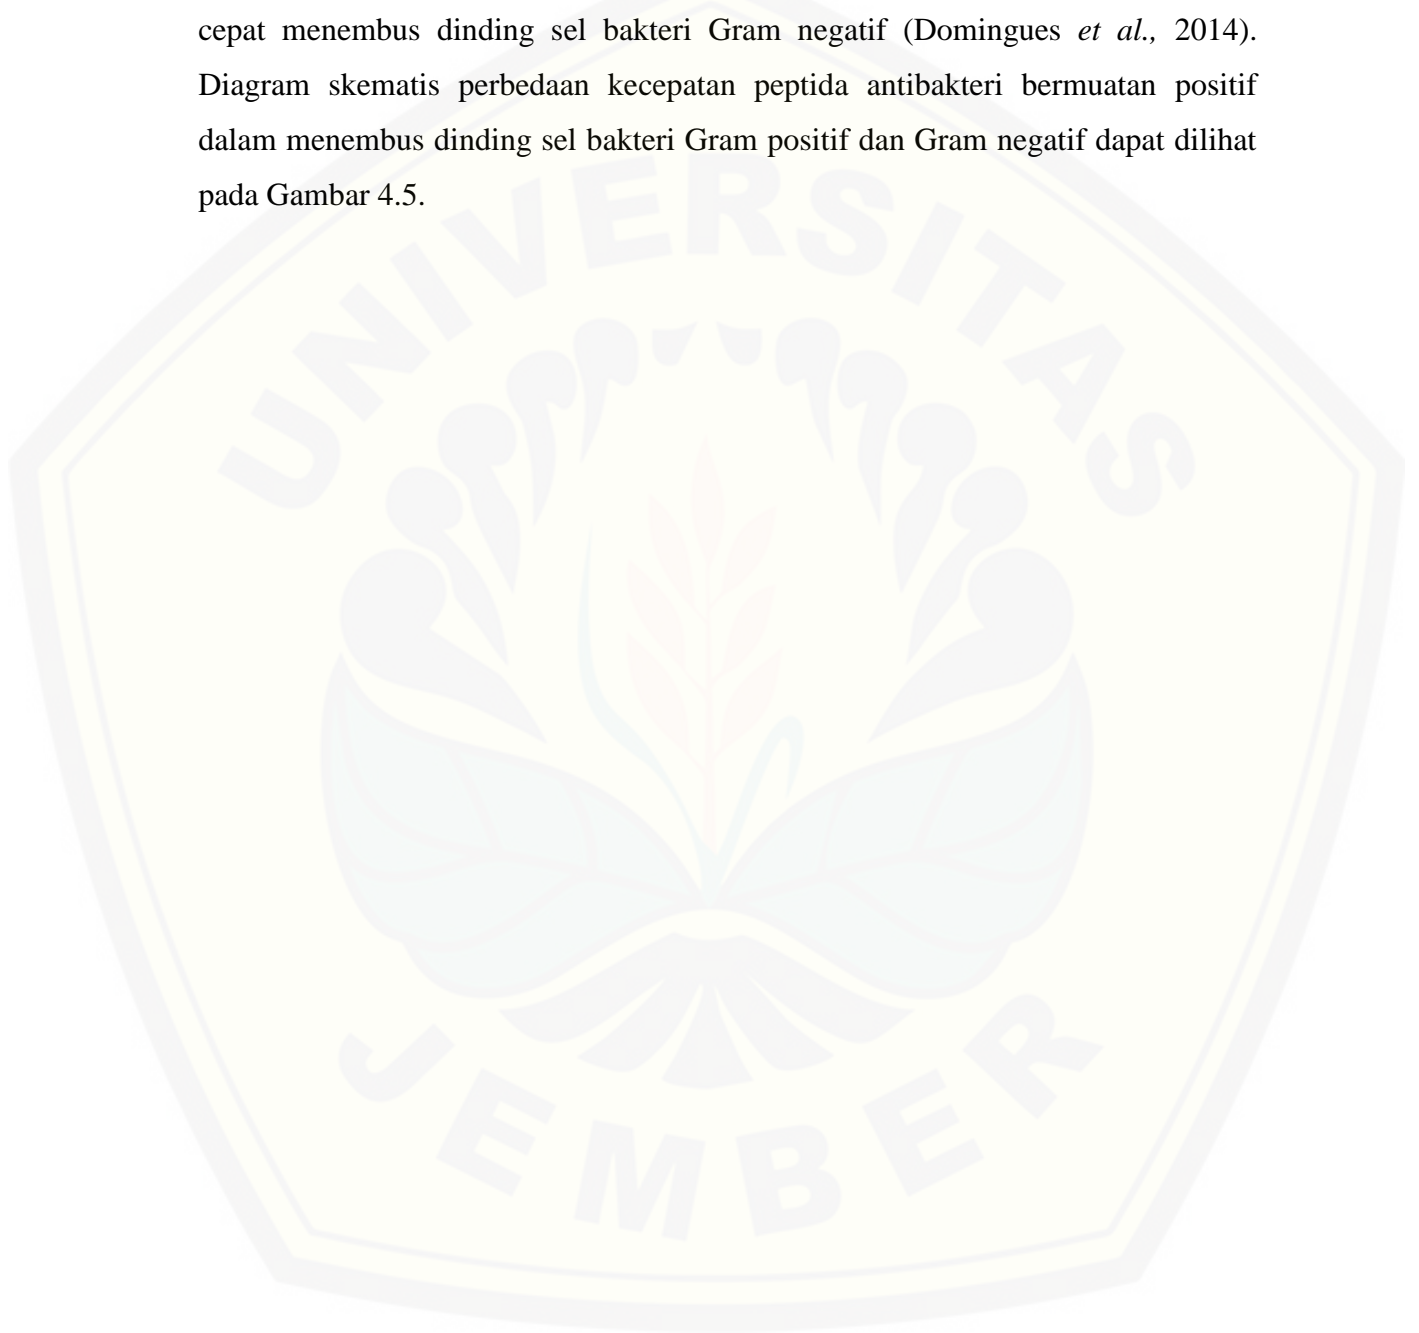 cepat menembus dinding sel bakteri Gram negatif (Domingues et al., 2014).
Diagram skematis perbedaan kecepatan peptida antibakteri bermuatan positif
dalam menembus dinding sel bakteri Gram positif dan Gram negatif dapat dilihat
pada Gambar 4.5.
UNIVERSITAS
JEMBER